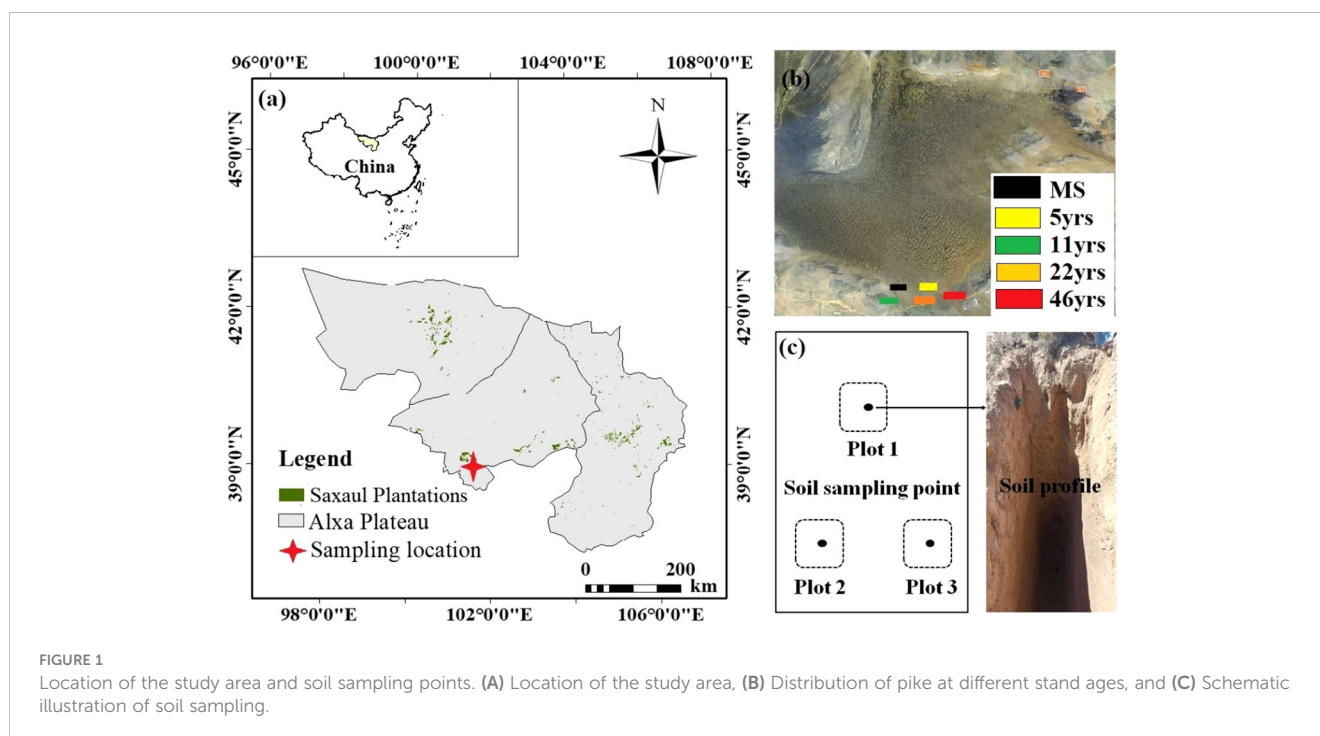 96°0'0"E
100°0'0"E
104°0'0"E
108°0'0"E
(a)
China
N
45°0'0"N
42°0'0"N
39°0'0"N
45°0'0"N
42°0'0"N
39°0'0"N
Legend
Saxaul Plantations
Alxa Plateau
Sampling location
0 200
km
98°0'0"E
102°0'0"E
106°0'0"E
(b)
MS
5yrs
11yrs
22yrs
46yrs
(c)
Plot 1
Soil sampling point
Plot 2
Plot 3
Soil profile
FIGURE 1
Location of the study area and soil sampling points. (A) Location of the study area, (B) Distribution of pike at different stand ages, and (C) Schematic
illustration of soil sampling.